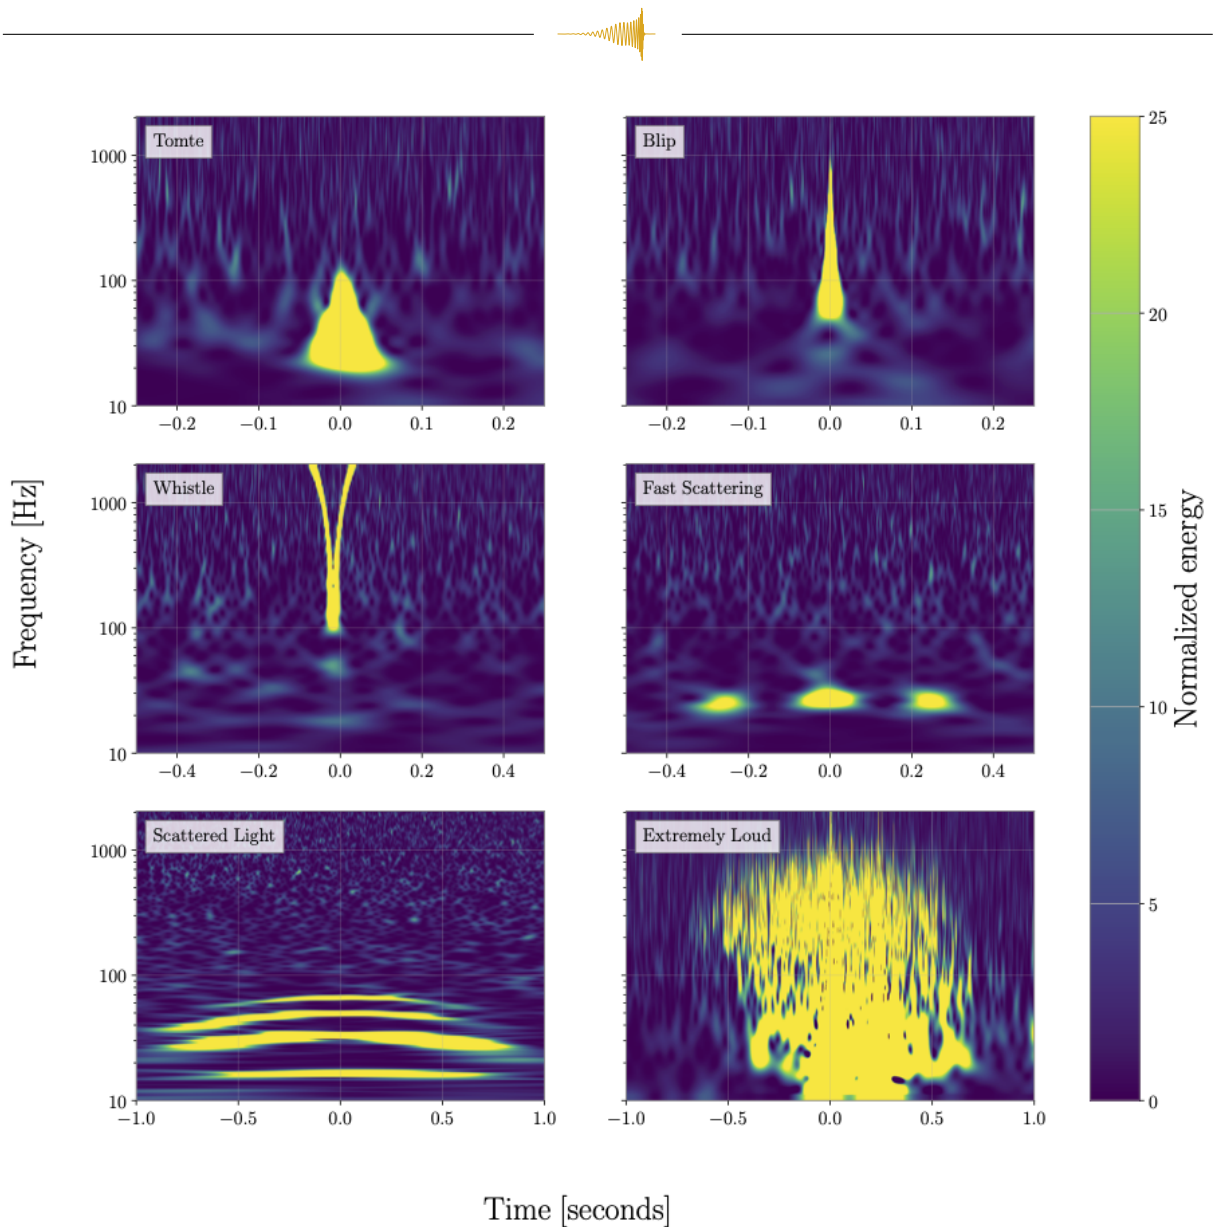 Tomte
1000
100
10
−0.2 −0.1 0.0 0.1 0.2
Blip
−0.2 −0.1 0.0 0.1 0.2
Whistle
1000
100
10
−0.4 −0.2 0.0 0.2 0.4
Fast Scattering
−0.4 −0.2 0.0 0.2 0.4
Scattered Light
1000
100
10
−1.0 −0.5 0.0 0.5 1.0
Extremely Loud
−1.0 −0.5 0.0 0.5 1.0
Frequency [Hz]
Time [seconds]
25
20
15
10
5
0
Normalized energy